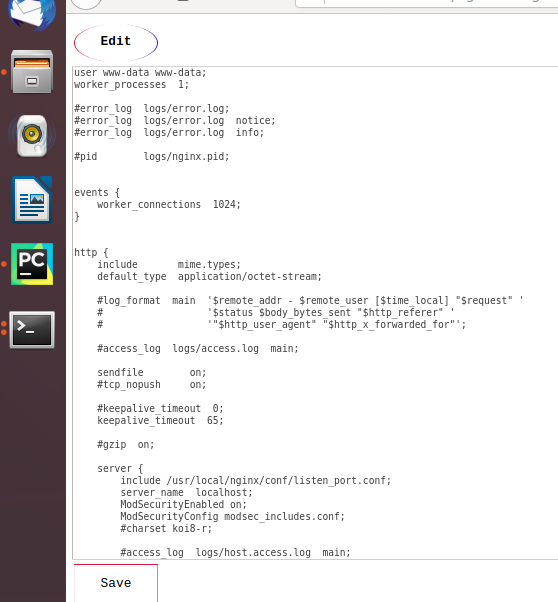 Edit
user www-data www-data;
worker_processes  1;

#error_log  logs/error.log;
#error_log  logs/error.log  notice;
#error_log  logs/error.log  info;

#pid        logs/nginx.pid;


events {
    worker_connections  1024;
}


http {
    include       mime.types;
    default_type  application/octet-stream;

    #log_format  main  '$remote_addr - $remote_user [$time_local] "$request" '
    #                  '$status $body_bytes_sent "$http_referer" '
    #                  '"$http_user_agent" "$http_x_forwarded_for"';

    #access_log  logs/access.log  main;

    sendfile        on;
    #tcp_nopush     on;

    #keepalive_timeout  0;
    keepalive_timeout  65;

    #gzip  on;

    server {
        include /usr/local/nginx/conf/listen_port.conf;
        server_name  localhost;
        ModSecurityEnabled on;
        ModSecurityConfig modsec_includes.conf;
        #charset koi8-r;

        #access_log  logs/host.access.log  main;
Save
PC
>_